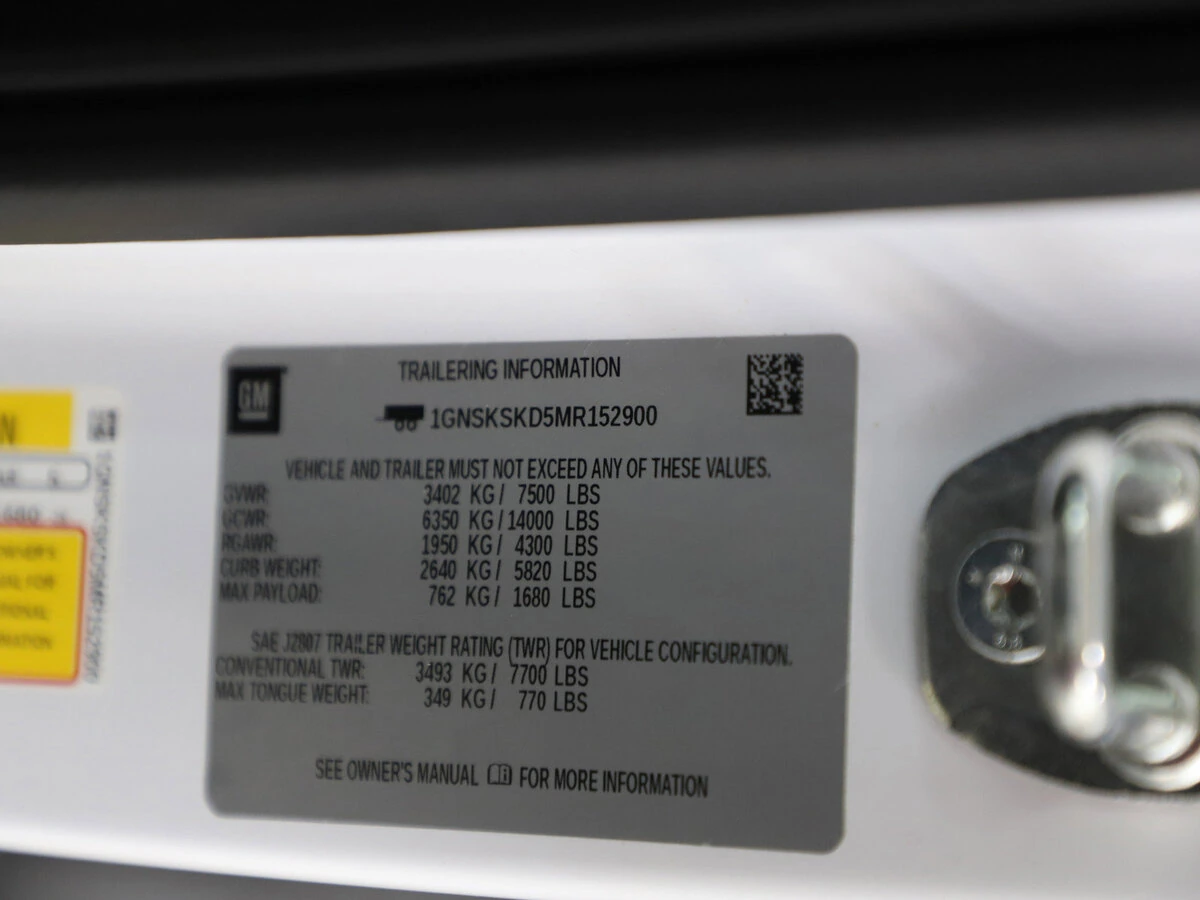 GM
TRAILERING INFORMATION
1GNSKSKD5MR152900
VEHICLE AND TRAILER MUST NOT EXCEED ANY OF THESE VALUES.
GVWR: 3402 KG/ 7500 LBS
GCWR: 6350 KG/14000 LBS
RGAWR: 1950 KG/ 4300 LBS
CURB WEIGHT: 2640 KG/ 5820 LBS
MAX PAYLOAD: 762 KG/ 1680 LBS
SAE J2807 TRAILER WEIGHT RATING (TWR) FOR VEHICLE CONFIGURATION.
CONVENTIONAL TWR: 3493 KG/ 7700 LBS
MAX TONGUE WEIGHT: 349 KG/ 770 LBS
SEE OWNER'S MANUAL FOR MORE INFORMATION